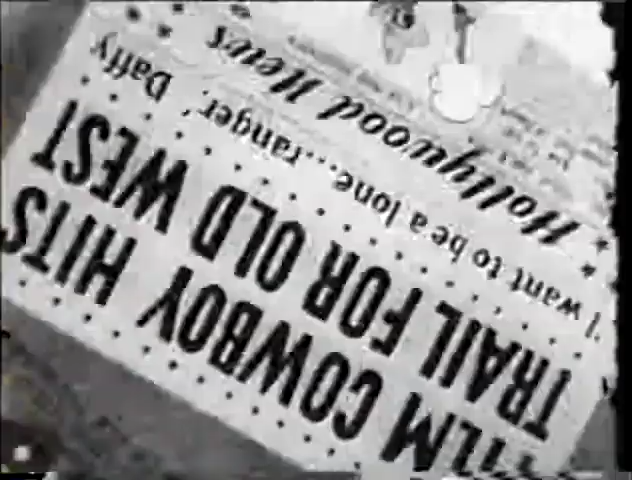 FILM COWBOY HITS
TRAIL FOR OLD WEST
'I want to be a lone...ranger' Daffy
* Hollywood News *